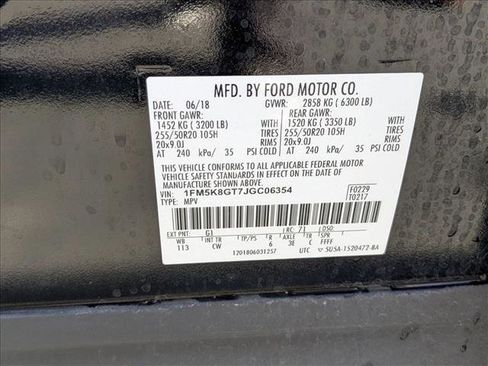 MFD. BY FORD MOTOR CO.
DATE: 06/18 GVWR: 2858 KG ( 6300 LB)
FRONT GAWR: REAR GAWR:
1452 KG ( 3200 LB) WITH 1520 KG ( 3350 LB) WITH
255/50R20 105H TIRES 255/50R20 105H TIRES
20x9.0J RIMS 20x9.0J RIMS
AT 240 kPa/ 35 PSI COLD AT 240 kPa/ 35 PSI COLD
THIS VEHICLE CONFORMS TO ALL APPLICABLE FEDERAL MOTOR
VEHICLE SAFETY STANDARDS IN EFFECT ON THE DATE OF
MANUFACTURE SHOWN ABOVE.
VIN: 1FM5K8GT7JGC06354 F0229
TYPE: MPV T0217
EXT PNT: G1 RC: 71 DSO:
WB INT TR TP/PS R AXLE TR SPR
113 CW 6 3E C FFFF
1201806031257 UTC 5USA-1520472-BA